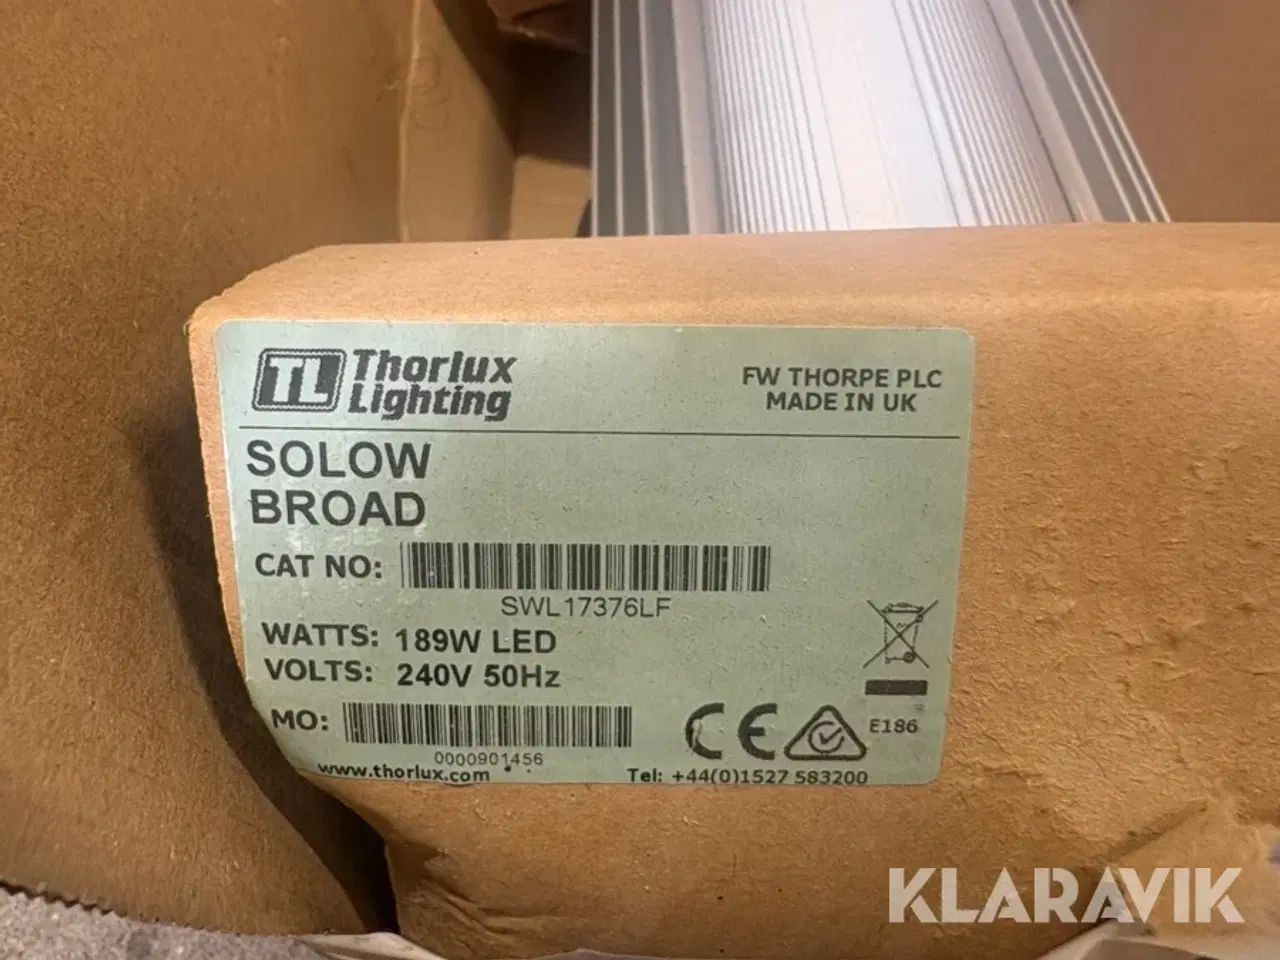 TL Thorlux Lighting
FW THORPE PLC
MADE IN UK
SOLOW
BROAD
CAT NO:
SWL17376LF
WATTS: 189W LED
VOLTS: 240V 50Hz
MO:
0000901456
CE
E186
www.thorlux.com
Tel: +44(0)1527 583200
KLARAVIK